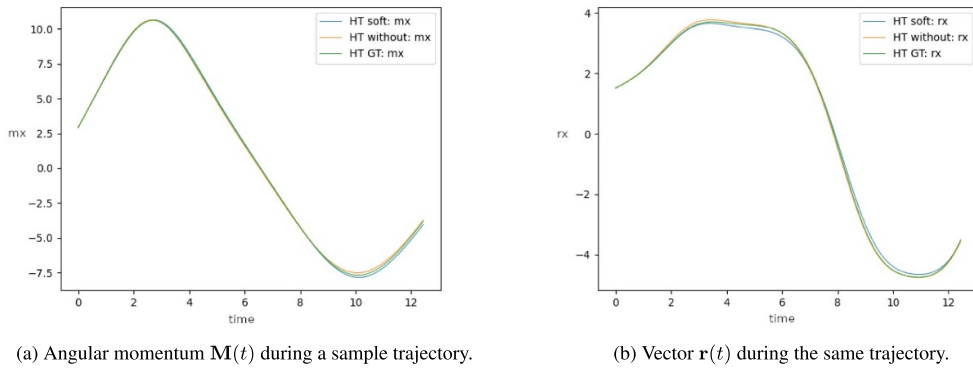 HT soft: mx
HT without: mx
HT GT: mx
10.0
7.5
5.0
2.5
0.0
−2.5
−5.0
−7.5
mx
0 2 4 6 8 10 12
time
(a) Angular momentum M(t) during a sample trajectory.
HT soft: rx
HT without: rx
HT GT: rx
4
2
0
−2
−4
rx
0 2 4 6 8 10 12
time
(b) Vector r(t) during the same trajectory.